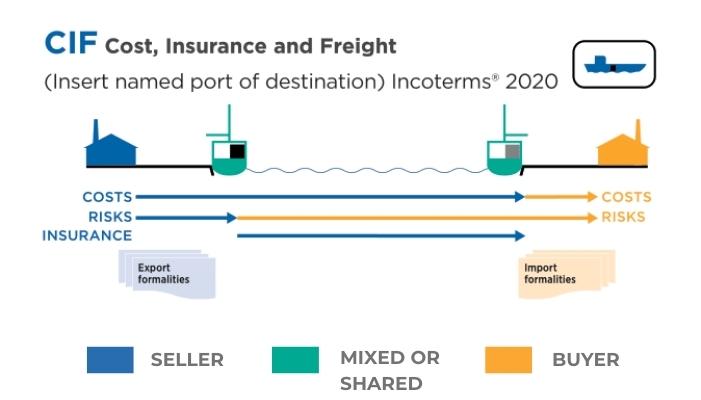 CIF Cost, Insurance and Freight
(Insert named port of destination) Incoterms® 2020
COSTS COSTS
RISKS RISKS
INSURANCE
Export
formalities
Import
formalities
SELLER
MIXED OR
SHARED
BUYER